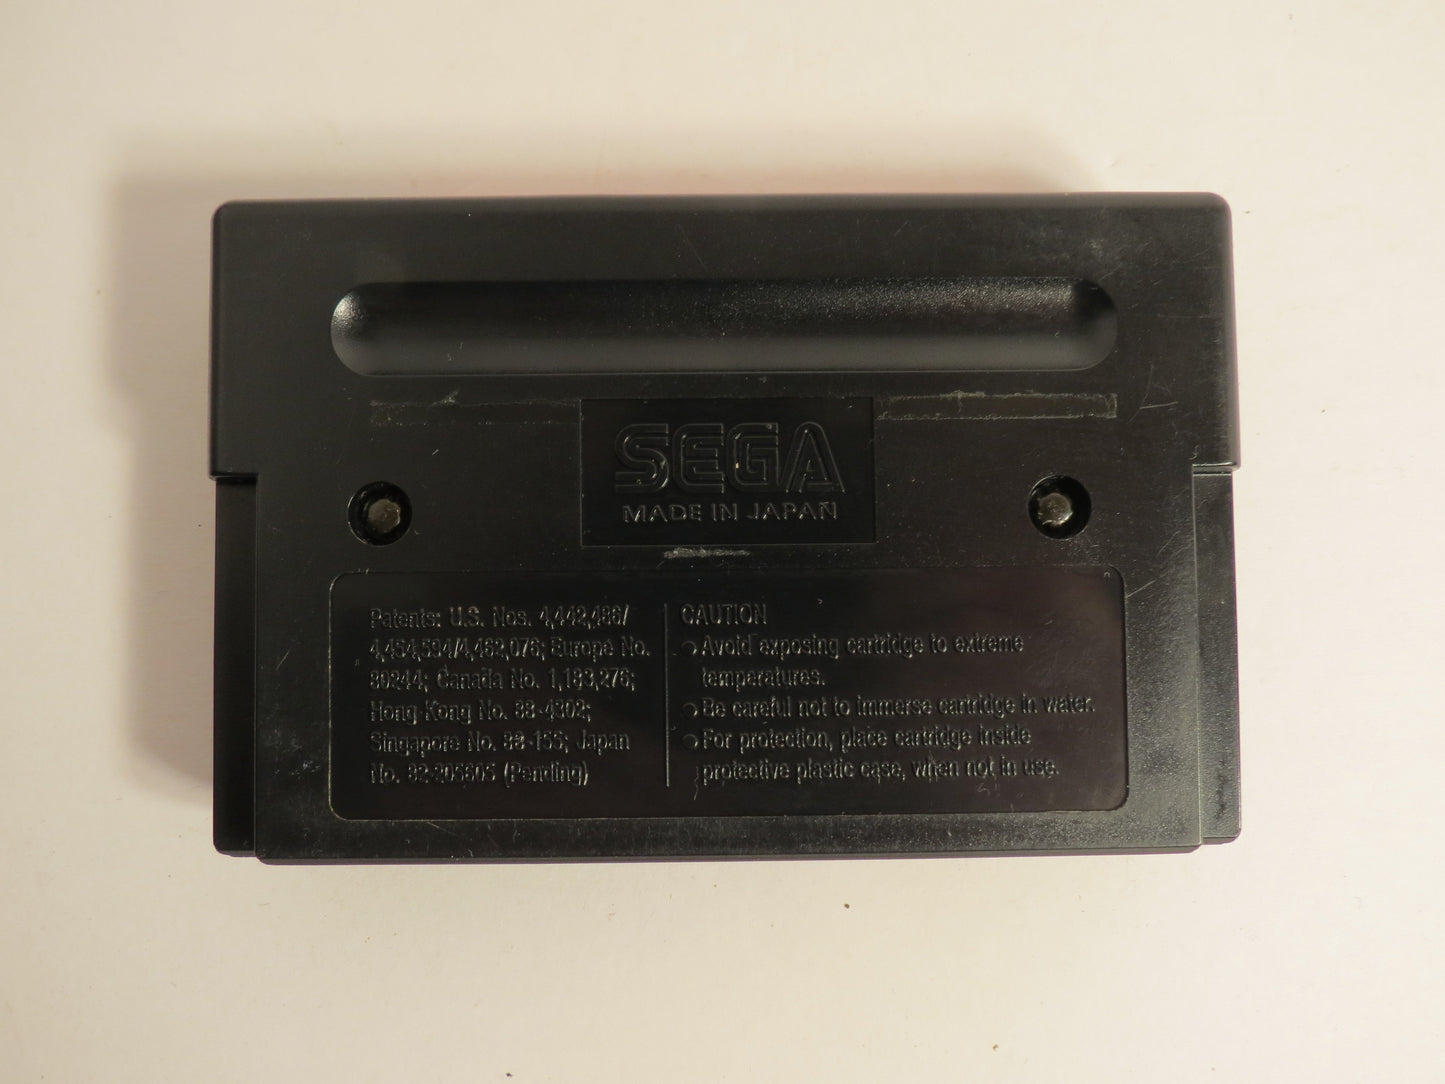 SEGA
MADE IN JAPAN
Patents: U.S. Nos. 4,442,486/
4,454,594/4,462,076; Europe No.
80244; Canada No. 1,183,276;
Hong-Kong No. 88-4302;
Singapore No. 88-155; Japan
No. 82-205605 (Pending)
CAUTION
Avoid exposing cartridge to extreme
temperatures.
Be careful not to immerse cartridge in water.
For protection, place cartridge inside
protective plastic case, when not in use.